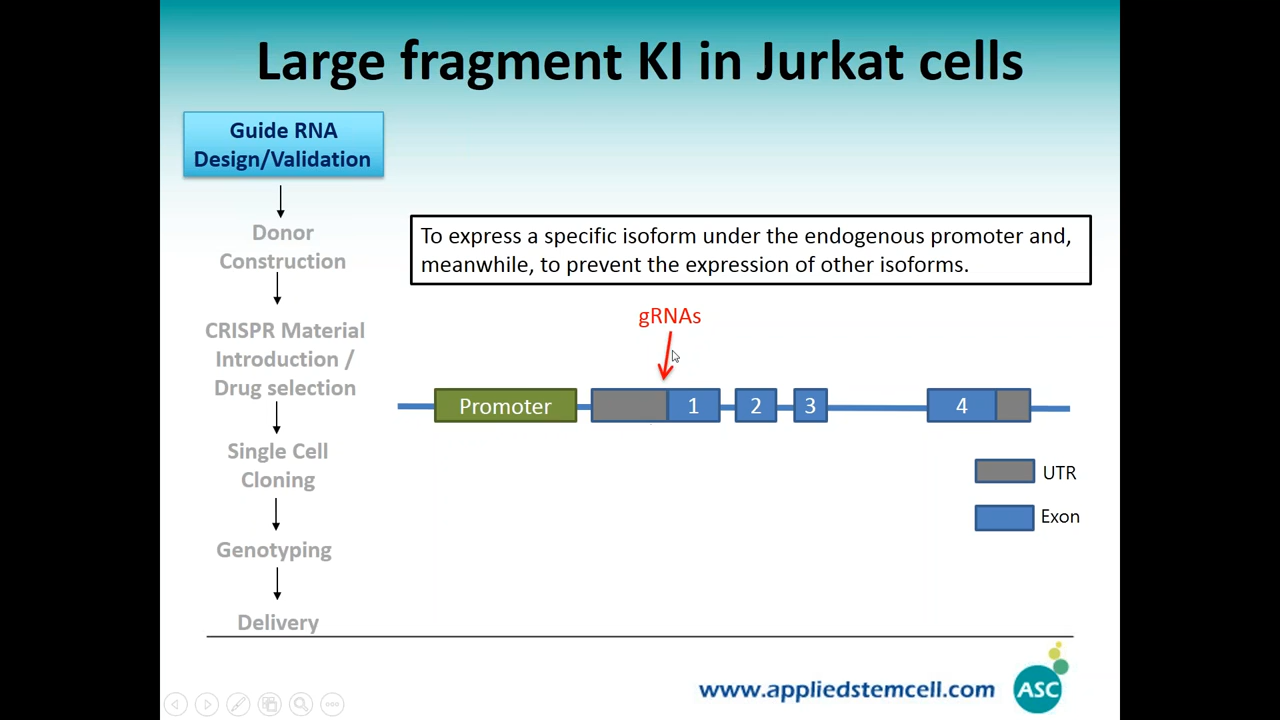 Large fragment KI in Jurkat cells
Guide RNA
Design/Validation
Donor
Construction
CRISPR Material
Introduction /
Drug selection
Single Cell
Cloning
Genotyping
Delivery
To express a specific isoform under the endogenous promoter and,
meanwhile, to prevent the expression of other isoforms.
gRNAs
Promoter 1 2 3 4
UTR
Exon
www.appliedstemcell.com
ASC